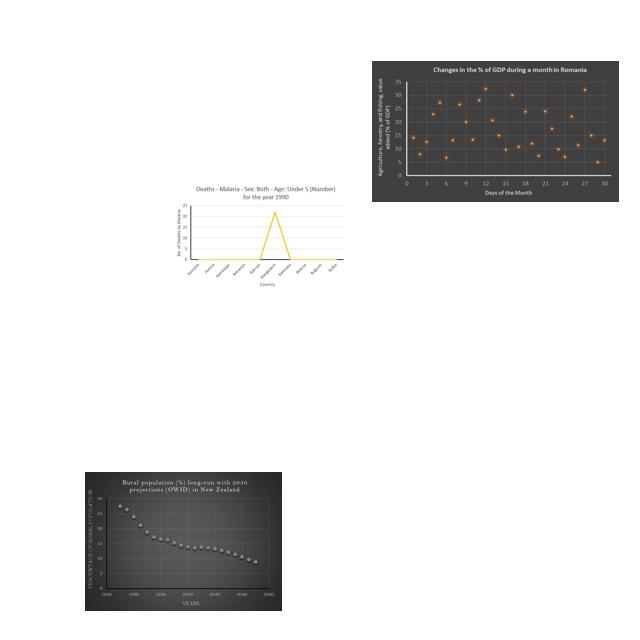 Changes in the % of GDP during a month in Romania
Agriculture, forestry, and fishing, value
added (% of GDP)
35
30
25
20
15
10
5
0
0 3 6 9 12 15 18 21 24 27 30
Days of the Month
Deaths - Malaria - Sex: Both - Age: Under 5 (Number)
for the year 1990
No. of Deaths by Malaria
25
20
15
10
5
0
Australia Austria Azerbaijan Bahamas Bahrain Bangladesh Barbados Belarus Belgium Belize
Country
Rural population (%) long-run with 2050
projections (OWID) in New Zealand
PERCENTAGE OF RURAL POPULATION
30
25
20
15
10
5
0
1940 1960 1980 2000 2020 2040 2060
YEARS